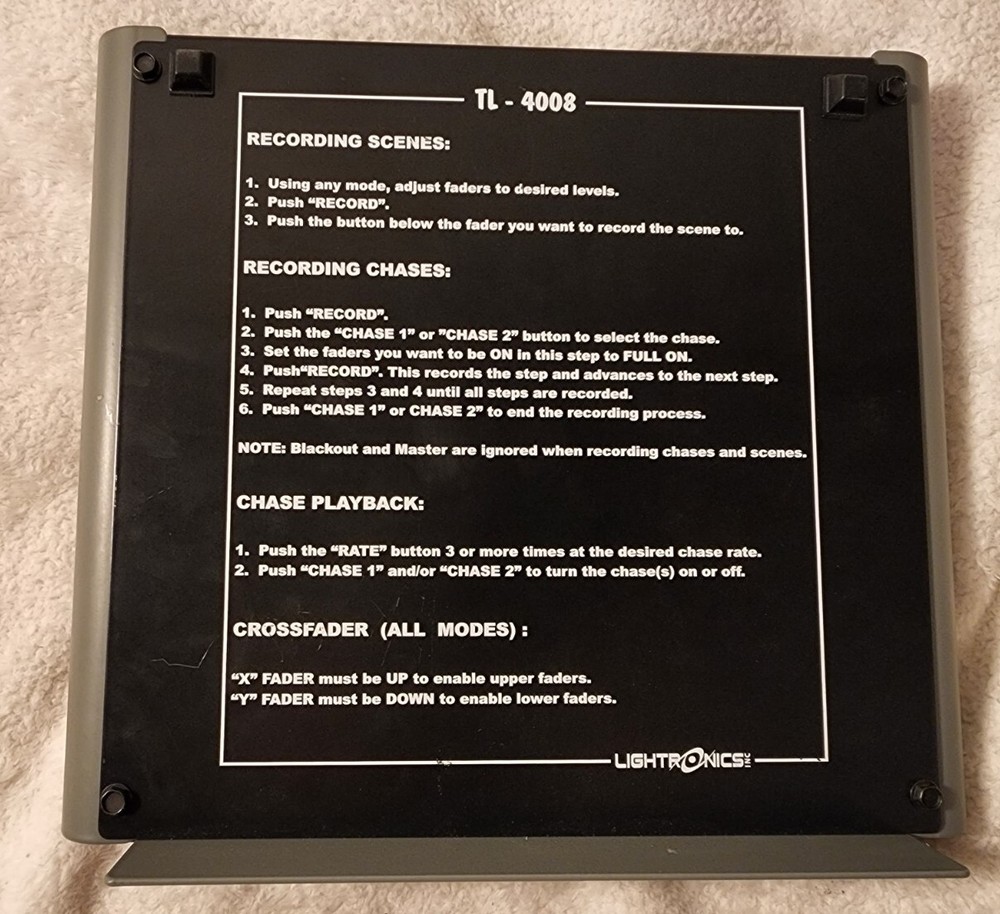 TL - 4008
RECORDING SCENES:
1. Using any mode, adjust faders to desired levels.
2. Push “RECORD”.
3. Push the button below the fader you want to record the scene to.
RECORDING CHASES:
1. Push “RECORD”.
2. Push the “CHASE 1” or ”CHASE 2” button to select the chase.
3. Set the faders you want to be ON in this step to FULL ON.
4. Push“RECORD”. This records the step and advances to the next step.
5. Repeat steps 3 and 4 until all steps are recorded.
6. Push “CHASE 1” or CHASE 2” to end the recording process.
NOTE: Blackout and Master are ignored when recording chases and scenes.
CHASE PLAYBACK:
1. Push the “RATE” button 3 or more times at the desired chase rate.
2. Push “CHASE 1” and/or “CHASE 2” to turn the chase(s) on or off.
CROSSFADER (ALL MODES) :
“X” FADER must be UP to enable upper faders.
“Y” FADER must be DOWN to enable lower faders.
LIGHTRONICS INC